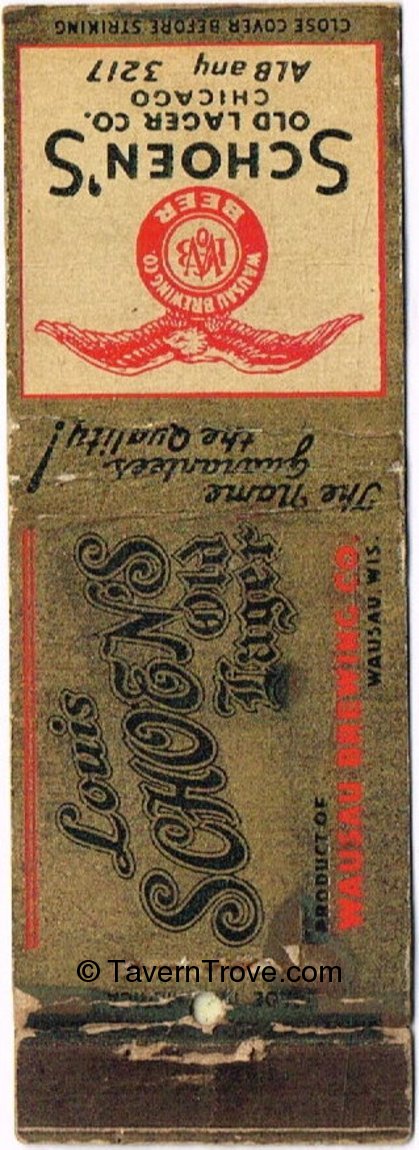 CLOSE COVER BEFORE STRIKING
ALBany 3217
CHICAGO
OLD LAGER CO.
SCHOEN'S
BEER
WAUSAU BREWING CO
The Name
Guarantees
the Quality!
Louis
SCHOEN'S
Old
Lager
PRODUCT OF
WAUSAU BREWING CO.
WAUSAU WIS.
© TavernTrove.com